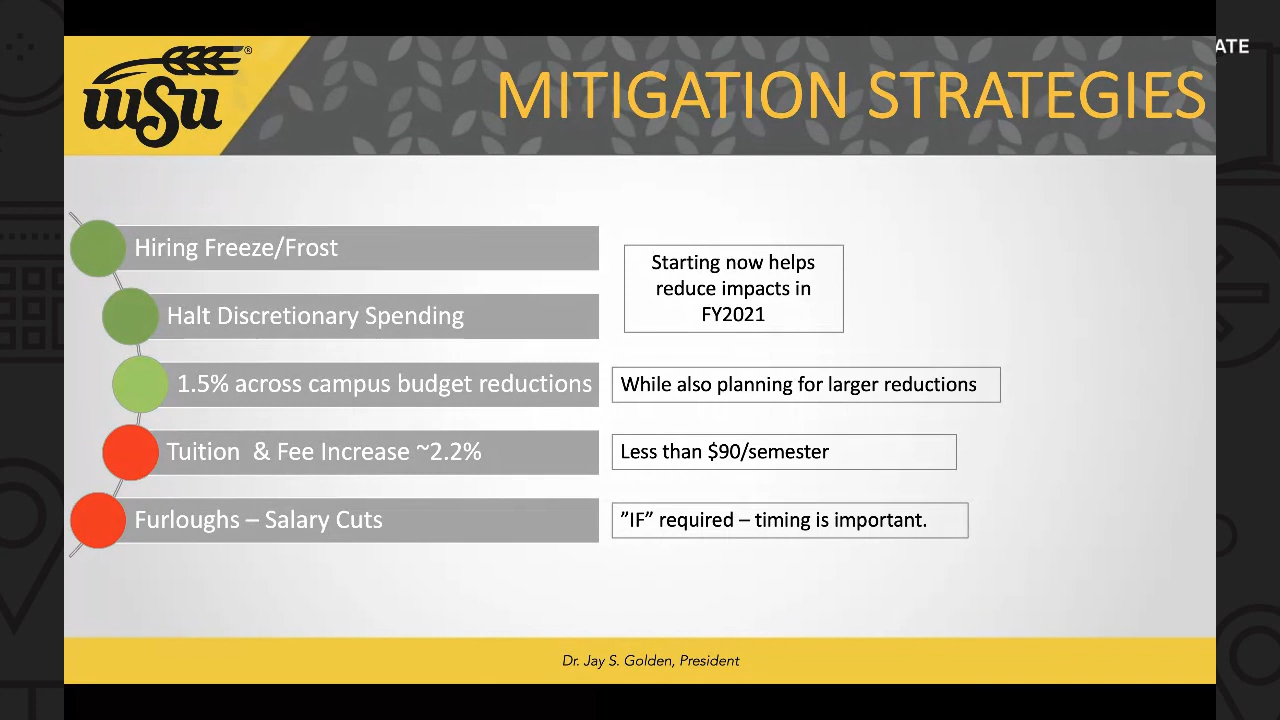 ATE
wsu
®
MITIGATION STRATEGIES
Hiring Freeze/Frost
Halt Discretionary Spending
Starting now helps
reduce impacts in
FY2021
1.5% across campus budget reductions
While also planning for larger reductions
Tuition & Fee Increase ~2.2%
Less than $90/semester
Furloughs – Salary Cuts
”IF” required – timing is important.
Dr. Jay S. Golden, President